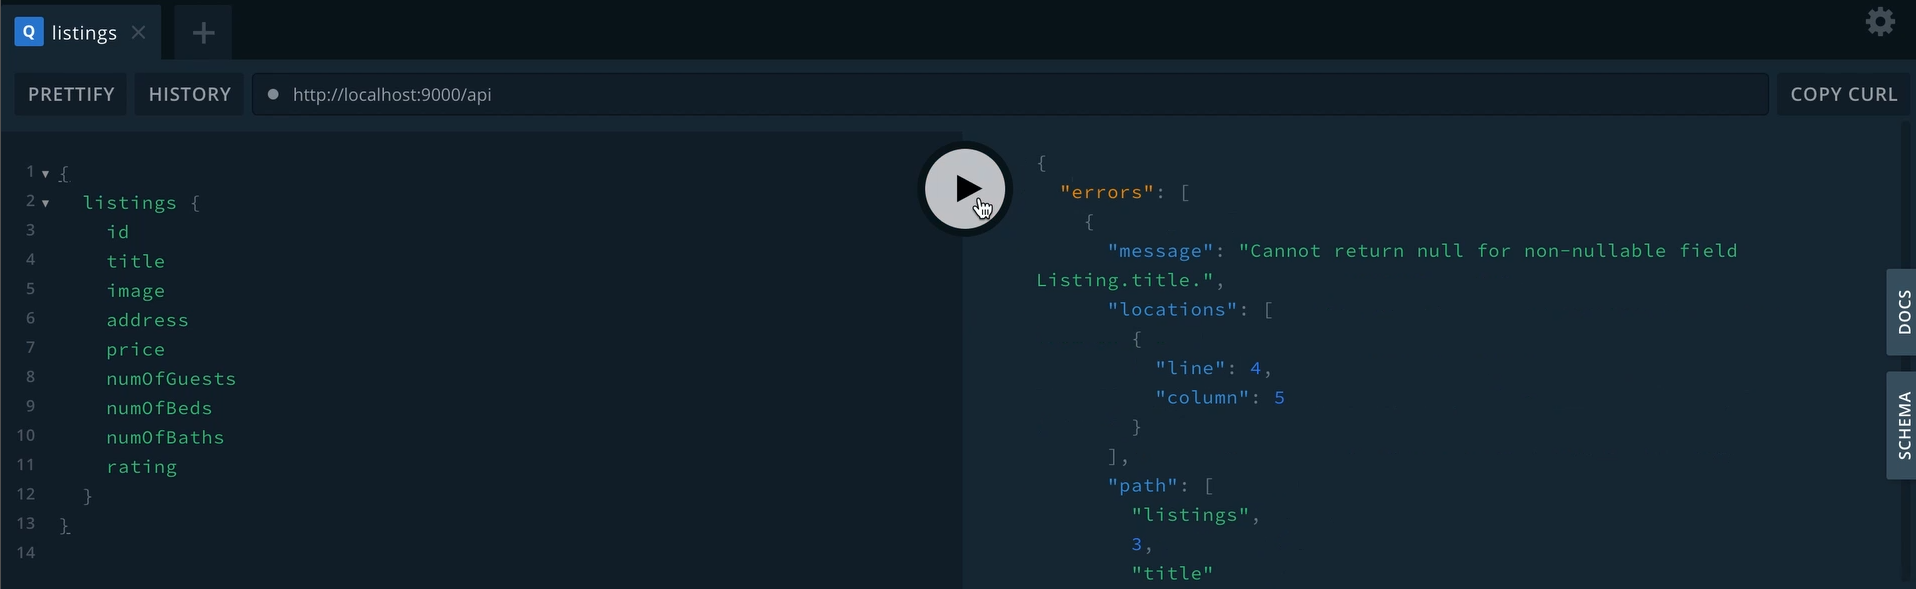 Q listings
PRETTIFY HISTORY http://localhost:9000/api COPY CURL
1 {
2 listings {
3 id
4 title
5 image
6 address
7 price
8 numOfGuests
9 numOfBeds
10 numOfBaths
11 rating
12 }
13 }
14
{
"errors": [
{
"message": "Cannot return null for non-nullable field
Listing.title.",
"locations": [
{
"line": 4,
"column": 5
}
],
"path": [
"listings",
3,
"title"
DOCS
SCHEMA